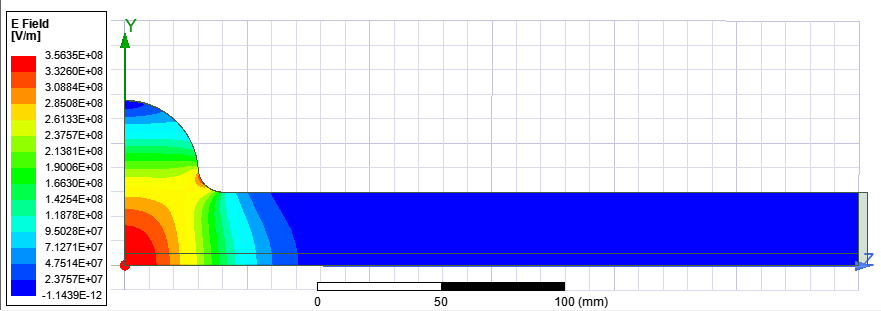 E Field
[V/m]
3.5635E+08
3.3260E+08
3.0884E+08
2.8508E+08
2.6133E+08
2.3757E+08
2.1381E+08
1.9006E+08
1.6630E+08
1.4254E+08
1.1878E+08
9.5028E+07
7.1271E+07
4.7514E+07
2.3757E+07
-1.1439E-12
Y
Z
0 50 100 (mm)